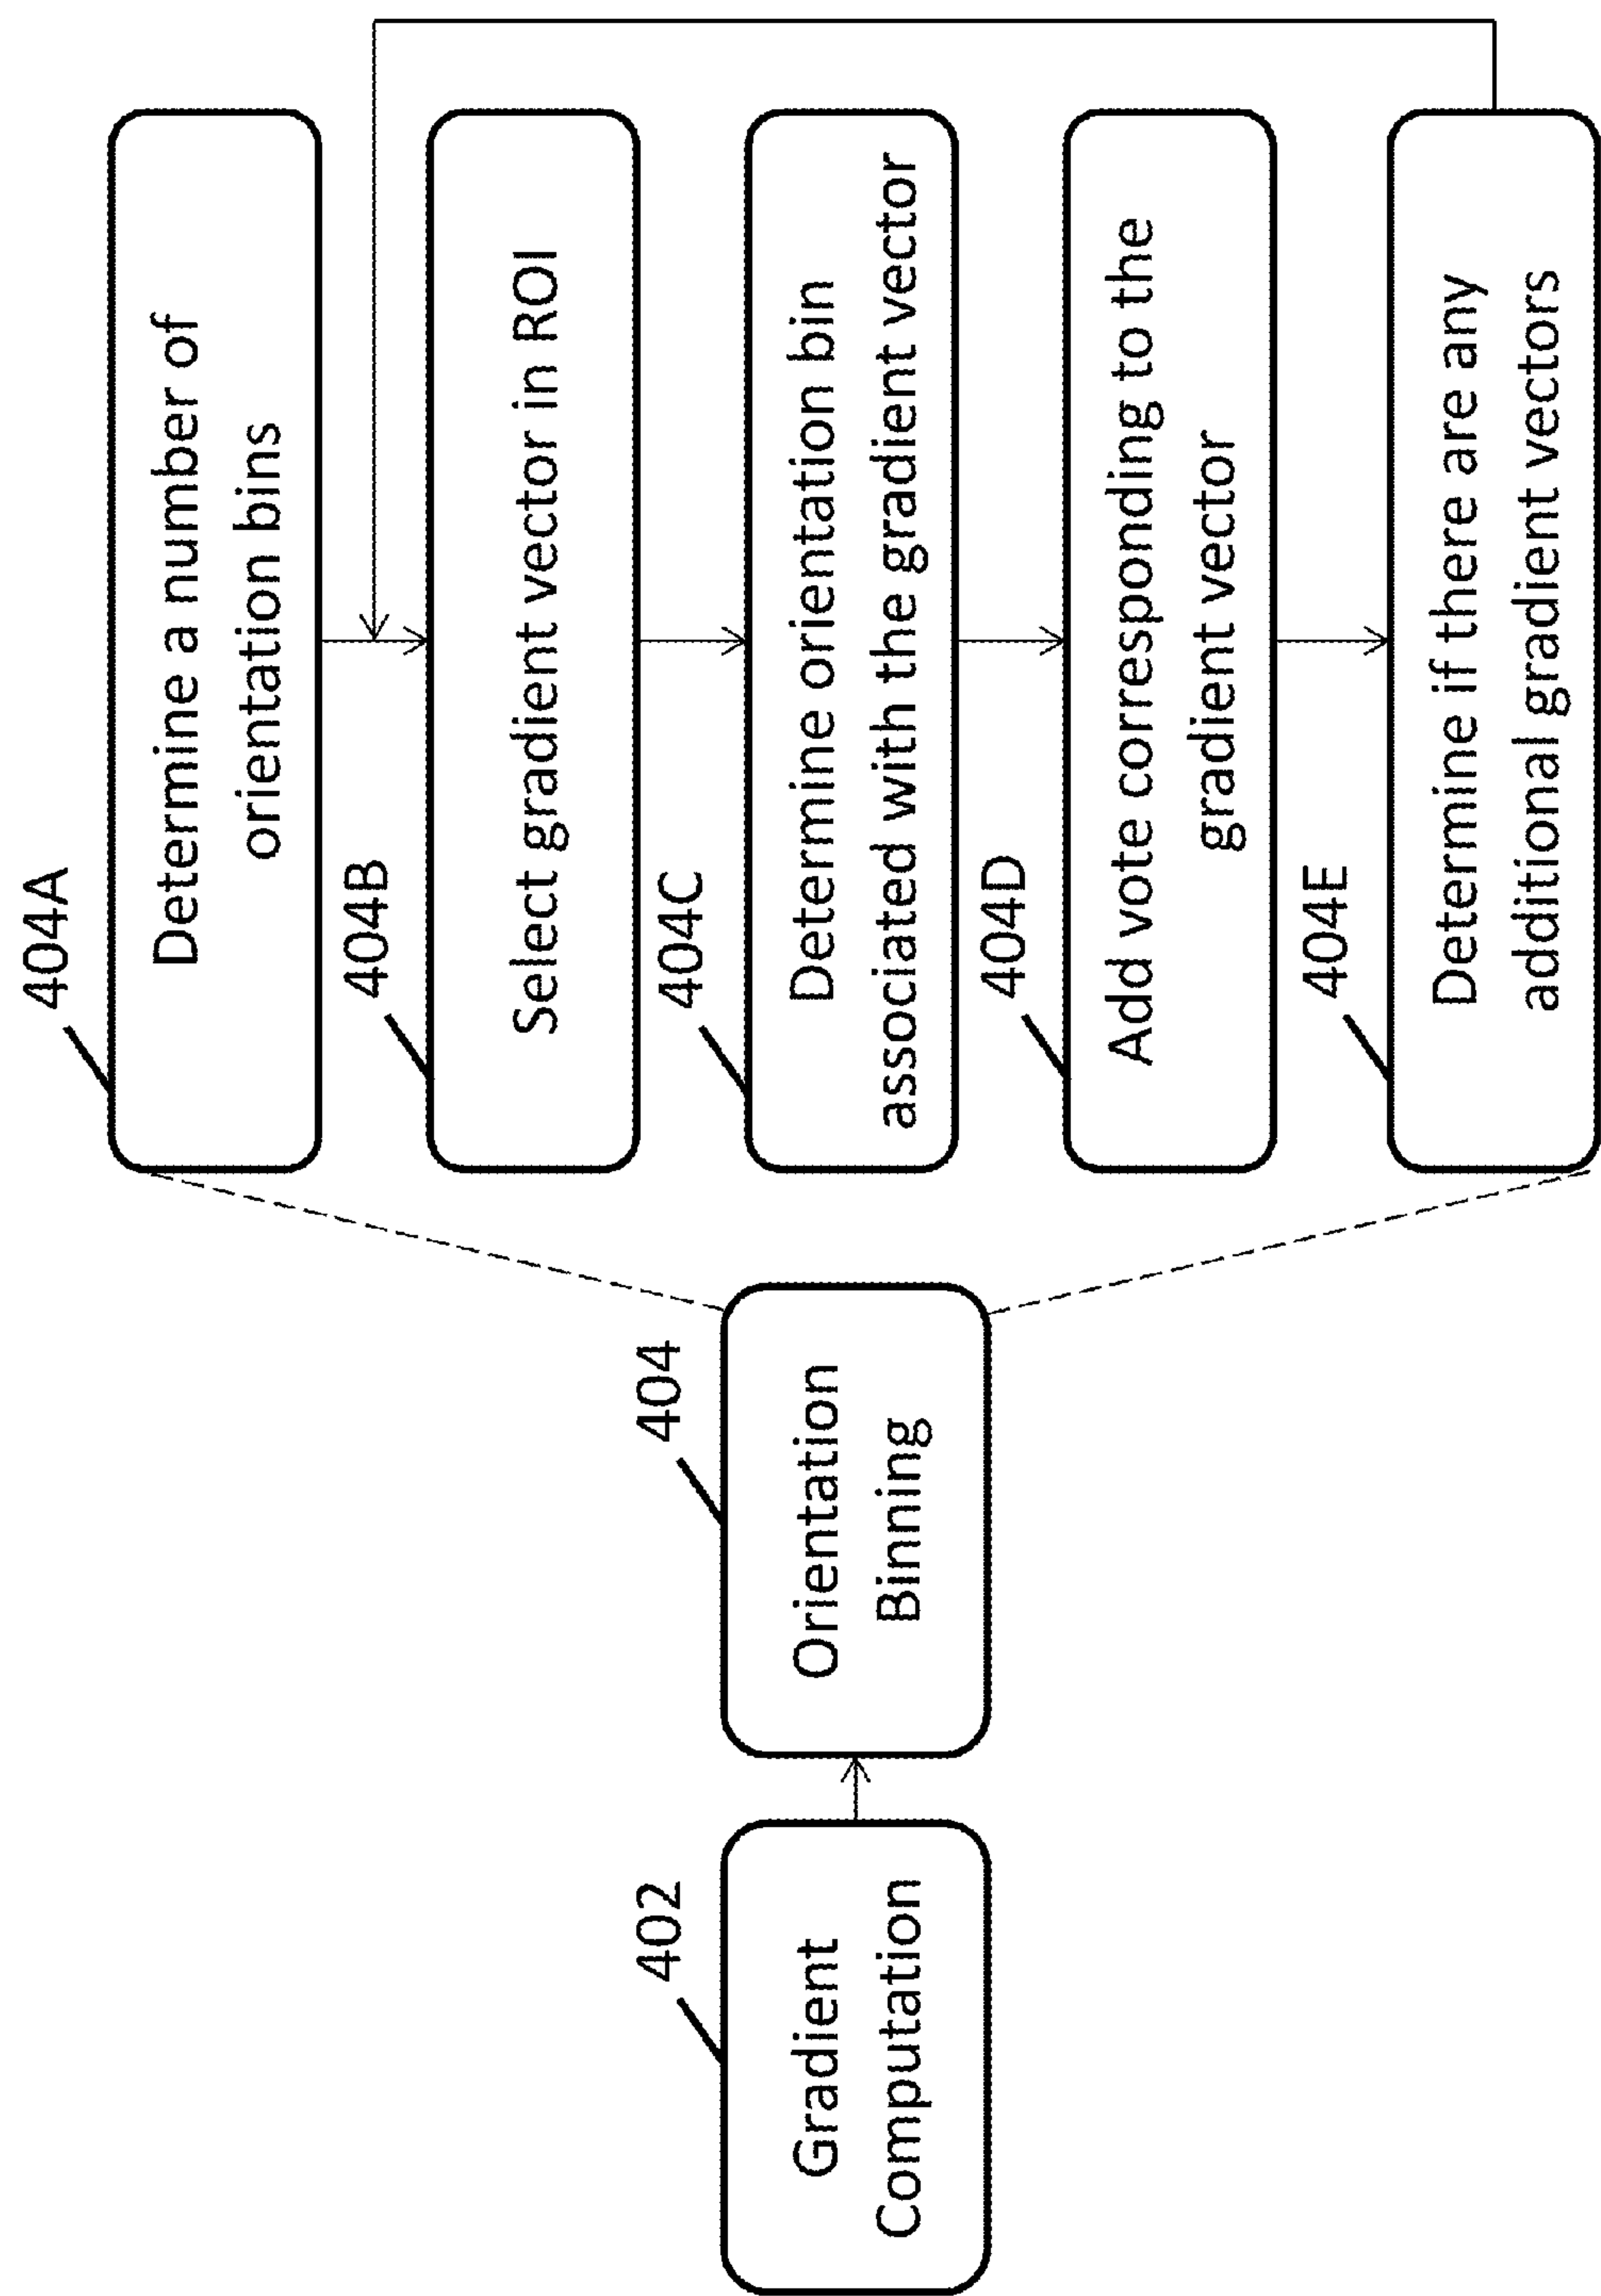 402
Gradient
Computation
404
Orientation
Binning
404A
Determine a number of
orientation bins
404B
Select gradient vector in ROI
404C
Determine orientation bin
associated with the gradient vector
404D
Add vote corresponding to the
gradient vector
404E
Determine if there are any
additional gradient vectors